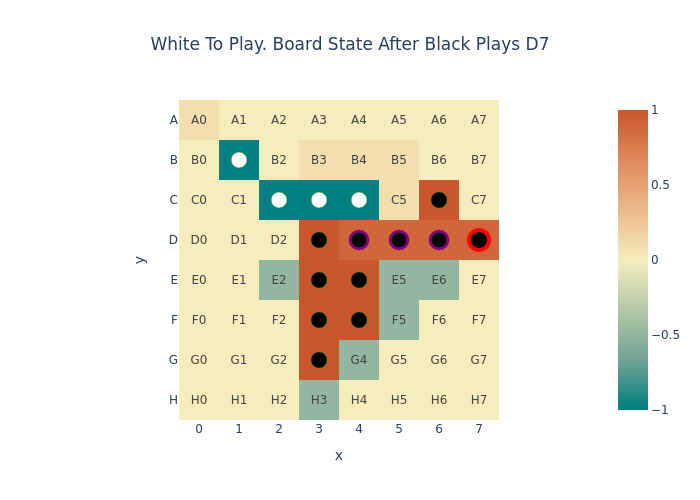 White To Play. Board State After Black Plays D7
A A0 A1 A2 A3 A4 A5 A6 A7 1
B B0 B2 B3 B4 B5 B6 B7
0.5
C C0 C1 C5 C7
D D0 D1 D2
y 0
E E0 E1 E2 E5 E6 E7
F F0 F1 F2 F5 F6 F7 −0.5
G G0 G1 G2 G4 G5 G6 G7
H H0 H1 H2 H3 H4 H5 H6 H7 −1
0 1 2 3 4 5 6 7
x